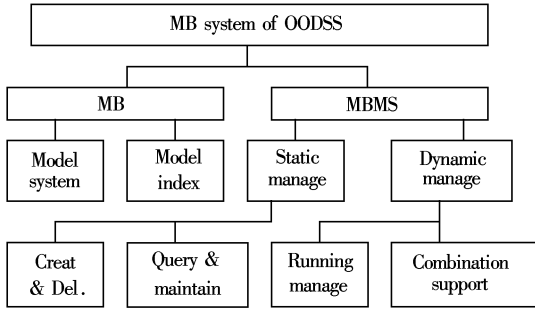 MB system of OODSS
MB
MBMS
Model
system
Model
index
Static
manage
Dynamic
manage
Creat
& Del.
Query &
maintain
Running
manage
Combination
support